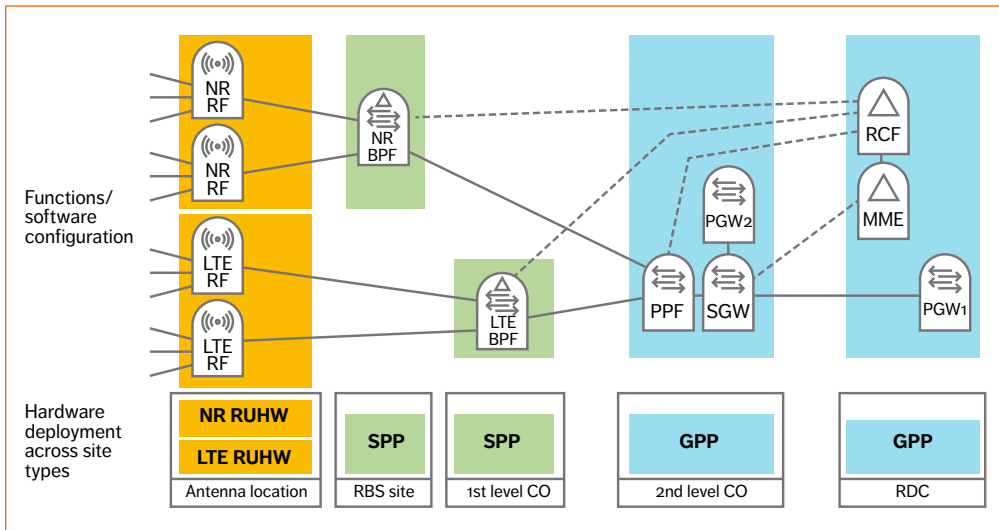 Functions/
software
configuration
NR
RF
NR
RF
LTE
RF
LTE
RF
NR
BPF
LTE
BPF
PPF
PGW2
SGW
RCF
MME
PGW1
Hardware
deployment
across site
types
NR RUHW
LTE RUHW
Antenna location
SPP
RBS site
SPP
1st level CO
GPP
2nd level CO
GPP
RDC